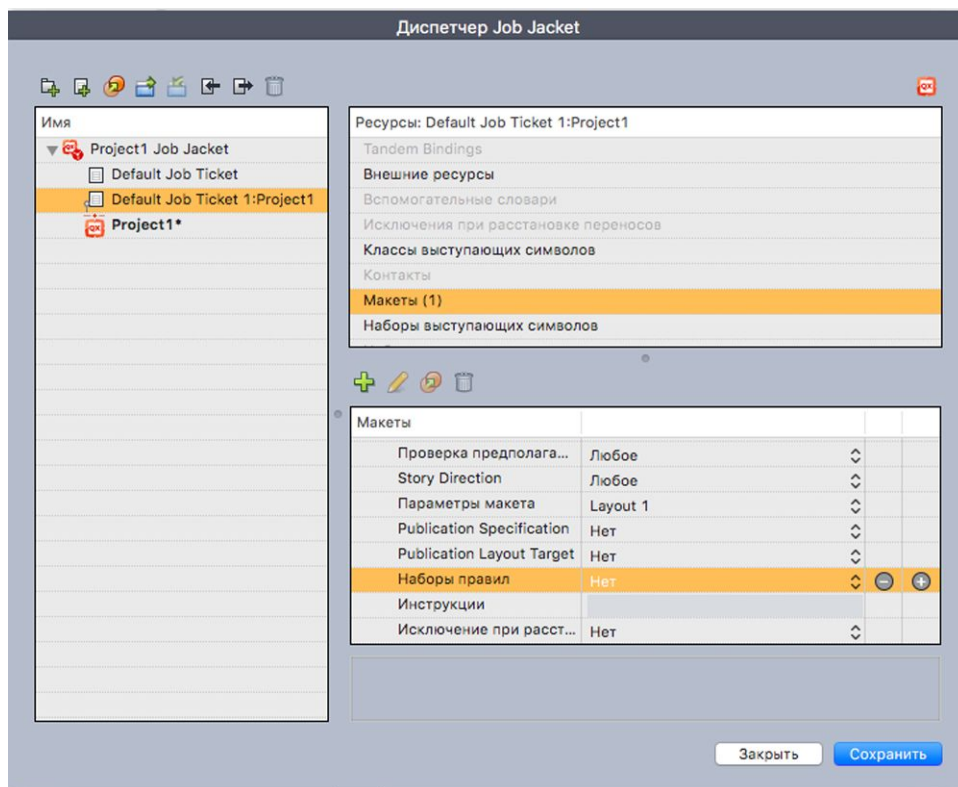 Диспетчер Job Jacket
Имя
Project1 Job Jacket
Default Job Ticket
Default Job Ticket 1:Project1
Project1*
Ресурсы: Default Job Ticket 1:Project1
Tandem Bindings
Внешние ресурсы
Вспомогательные словари
Исключения при расстановке переносов
Классы выступающих символов
Контакты
Макеты (1)
Наборы выступающих символов
Макеты
Проверка предполага... Любое
Story Direction Любое
Параметры макета Layout 1
Publication Specification Нет
Publication Layout Target Нет
Наборы правил Нет
Инструкции
Исключение при расст... Нет
Закрыть Сохранить